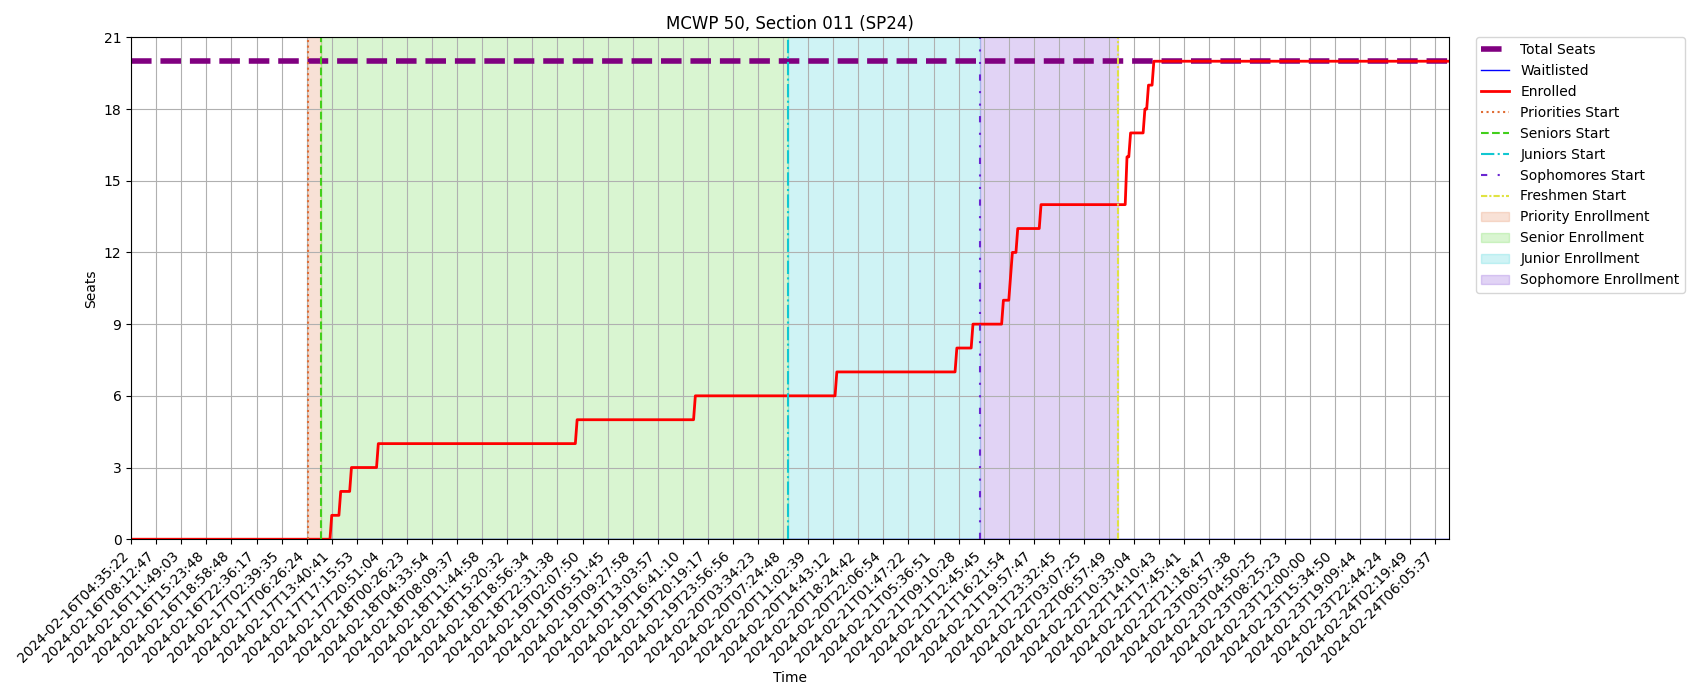 MCWP 50, Section 011 (SP24)
21
18
15
12
9
6
3
0
Seats
2024-02-16T04:35:22
2024-02-16T08:12:47
2024-02-16T11:49:03
2024-02-16T15:23:48
2024-02-16T18:58:48
2024-02-16T22:36:17
2024-02-17T02:39:35
2024-02-17T06:26:24
2024-02-17T13:40:41
2024-02-17T17:15:53
2024-02-17T20:51:04
2024-02-18T00:26:23
2024-02-18T04:33:54
2024-02-18T08:09:37
2024-02-18T11:44:58
2024-02-18T15:20:32
2024-02-18T18:56:34
2024-02-18T22:31:38
2024-02-19T02:07:50
2024-02-19T05:51:45
2024-02-19T09:27:58
2024-02-19T13:03:57
2024-02-19T16:41:10
2024-02-19T20:19:17
2024-02-19T23:56:56
2024-02-20T03:34:23
2024-02-20T07:24:48
2024-02-20T11:02:39
2024-02-20T14:43:12
2024-02-20T18:24:42
2024-02-20T22:06:54
2024-02-21T01:47:22
2024-02-21T05:36:51
2024-02-21T09:10:28
2024-02-21T12:45:45
2024-02-21T16:21:54
2024-02-21T19:57:47
2024-02-21T23:32:45
2024-02-22T03:07:25
2024-02-22T06:57:49
2024-02-22T10:33:04
2024-02-22T14:10:43
2024-02-22T17:45:41
2024-02-22T21:18:47
2024-02-23T00:57:38
2024-02-23T04:50:25
2024-02-23T08:25:23
2024-02-23T12:00:00
2024-02-23T15:34:50
2024-02-23T19:09:44
2024-02-23T22:44:24
2024-02-24T02:19:49
2024-02-24T06:05:37
Time
Total Seats
Waitlisted
Enrolled
Priorities Start
Seniors Start
Juniors Start
Sophomores Start
Freshmen Start
Priority Enrollment
Senior Enrollment
Junior Enrollment
Sophomore Enrollment